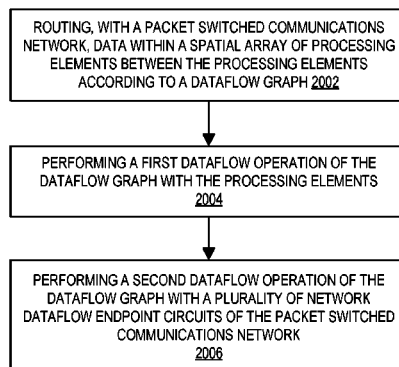 ROUTING, WITH A PACKET SWITCHED COMMUNICATIONS
NETWORK, DATA WITHIN A SPATIAL ARRAY OF PROCESSING
ELEMENTS BETWEEN THE PROCESSING ELEMENTS
ACCORDING TO A DATAFLOW GRAPH 2002
PERFORMING A FIRST DATAFLOW OPERATION OF THE
DATAFLOW GRAPH WITH THE PROCESSING ELEMENTS
2004
PERFORMING A SECOND DATAFLOW OPERATION OF THE
DATAFLOW GRAPH WITH A PLURALITY OF NETWORK
DATAFLOW ENDPOINT CIRCUITS OF THE PACKET SWITCHED
COMMUNICATIONS NETWORK
2006